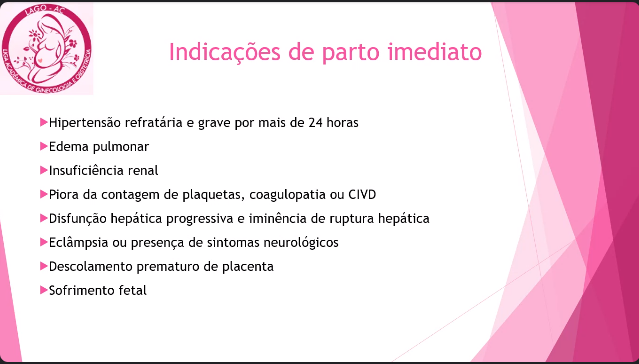 LAGO - AC
LIGA ACADÊMICA DE GINECOLOGIA E OBSTETRÍCIA
Indicações de parto imediato
Hipertensão refratária e grave por mais de 24 horas
Edema pulmonar
Insuficiência renal
Piora da contagem de plaquetas, coagulopatia ou CIVD
Disfunção hepática progressiva e iminência de ruptura hepática
Eclâmpsia ou presença de sintomas neurológicos
Descolamento prematuro de placenta
Sofrimento fetal